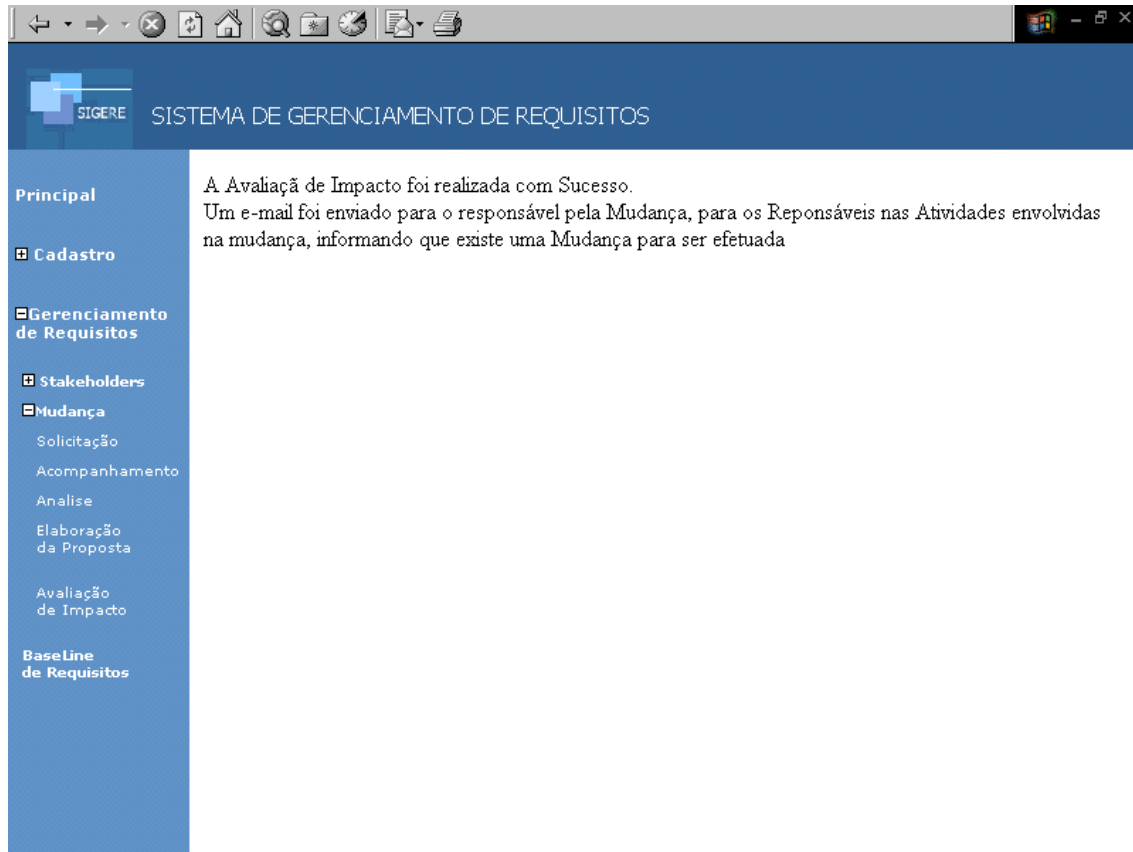 SIGERE
SISTEMA DE GERENCIAMENTO DE REQUISITOS
Principal
Cadastro
Gerenciamento
de Requisitos
Stakeholders
Mudança
Solicitação
Acompanhamento
Analise
Elaboração
da Proposta
Avaliação
de Impacto
BaseLine
de Requisitos
A Avaliaçã de Impacto foi realizada com Sucesso.
Um e-mail foi enviado para o responsável pela Mudança, para os Reponsáveis nas Atividades envolvidas
na mudança, informando que existe uma Mudança para ser efetuada